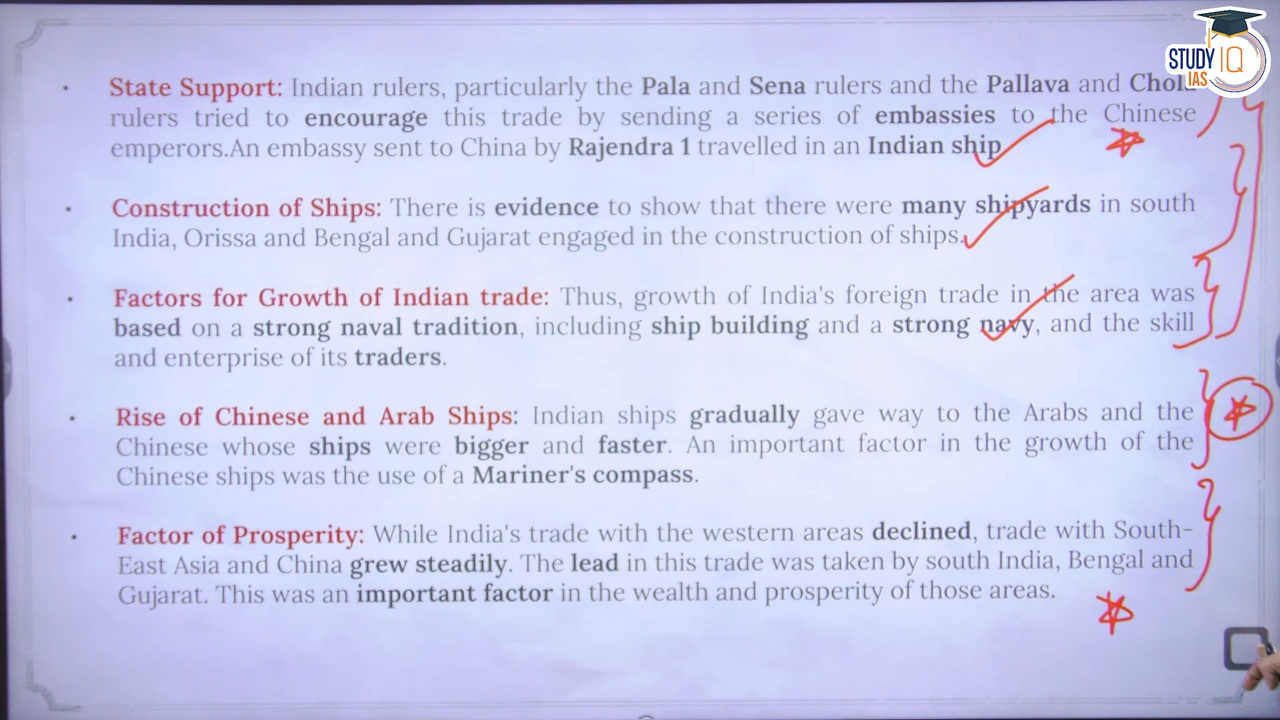 STUDY IQ
IAS
• State Support: Indian rulers, particularly the Pala and Sena rulers and the Pallava and Chola
rulers tried to encourage this trade by sending a series of embassies to the Chinese
emperors.An embassy sent to China by Rajendra 1 travelled in an Indian ship
• Construction of Ships: There is evidence to show that there were many shipyards in south
India, Orissa and Bengal and Gujarat engaged in the construction of ships.
• Factors for Growth of Indian trade: Thus, growth of India's foreign trade in the area was
based on a strong naval tradition, including ship building and a strong navy, and the skill
and enterprise of its traders.
• Rise of Chinese and Arab Ships: Indian ships gradually gave way to the Arabs and the
Chinese whose ships were bigger and faster. An important factor in the growth of the
Chinese ships was the use of a Mariner's compass.
• Factor of Prosperity: While India's trade with the western areas declined, trade with South-
East Asia and China grew steadily. The lead in this trade was taken by south India, Bengal and
Gujarat. This was an important factor in the wealth and prosperity of those areas.